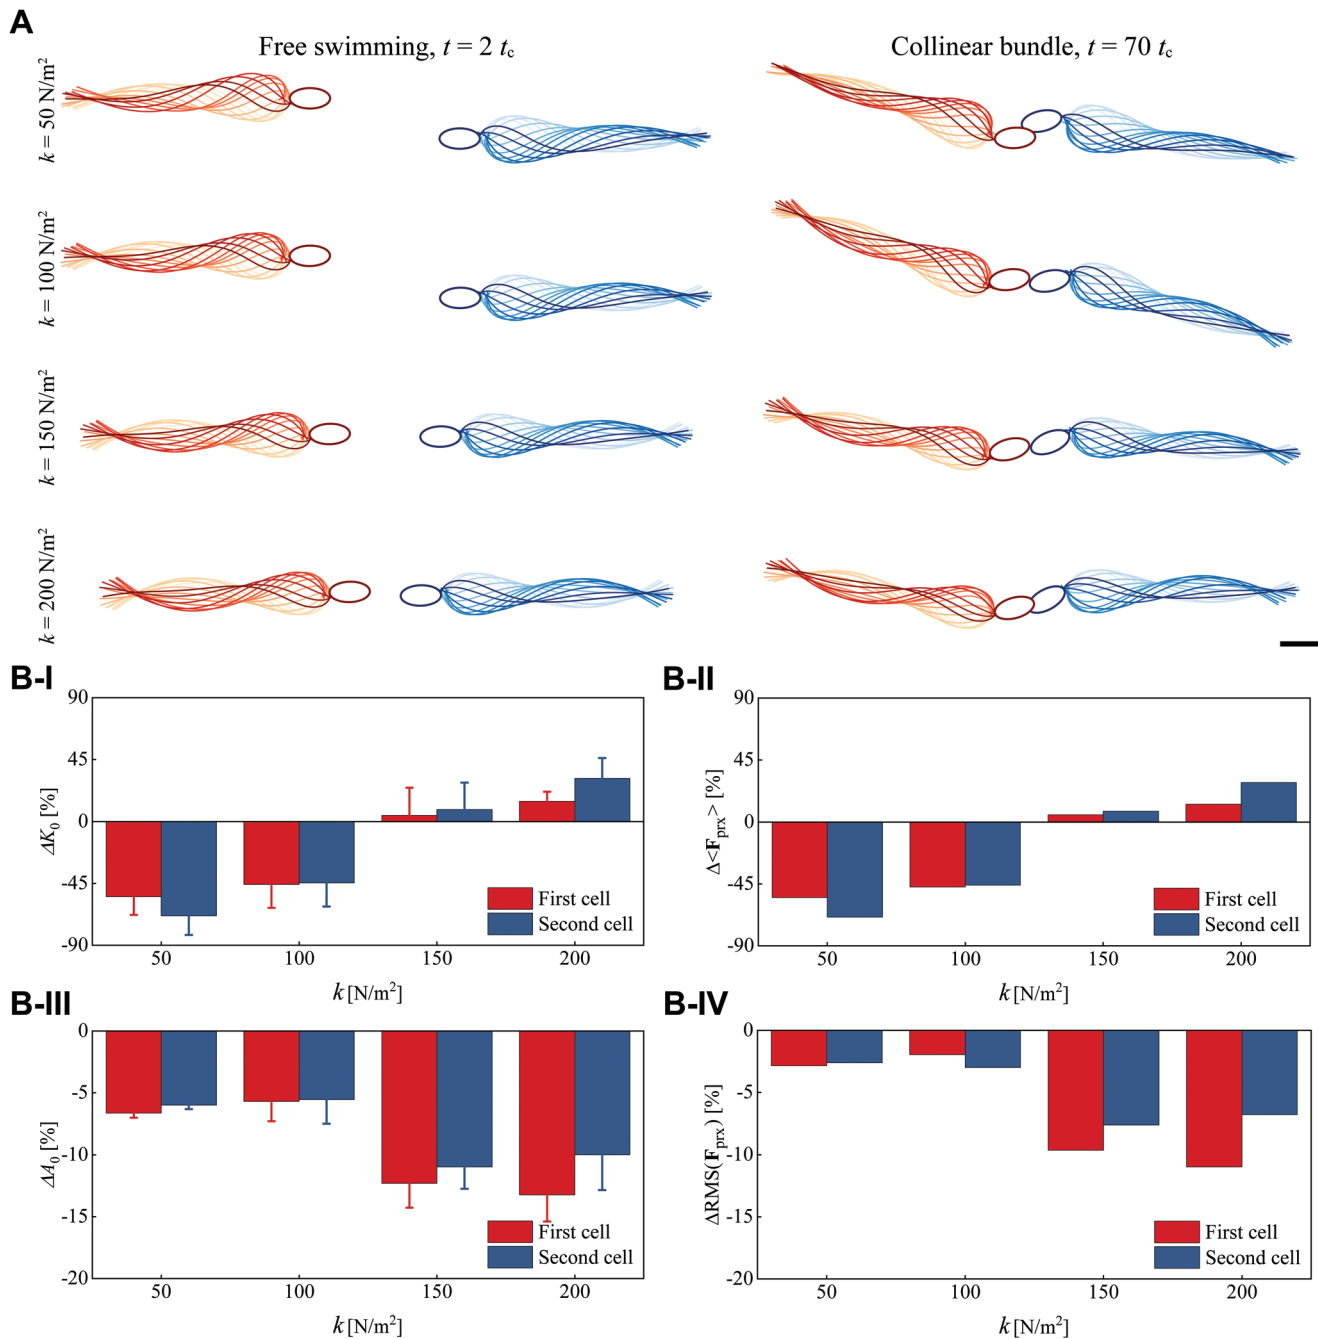 A
Free swimming, t = 2 t_c
Collinear bundle, t = 70 t_c
k = 50 N/m²
k = 100 N/m²
k = 150 N/m²
k = 200 N/m²
B-I
90
45
0
-45
-90
ΔK₀ [%]
First cell
Second cell
50 100 150 200
k [N/m²]
B-II
90
45
0
-45
-90
Δ<F_prx> [%]
First cell
Second cell
50 100 150 200
k [N/m²]
B-III
0
-5
-10
-15
-20
ΔA₀ [%]
First cell
Second cell
50 100 150 200
k [N/m²]
B-IV
0
-5
-10
-15
-20
ΔRMS(F_prx) [%]
First cell
Second cell
50 100 150 200
k [N/m²]